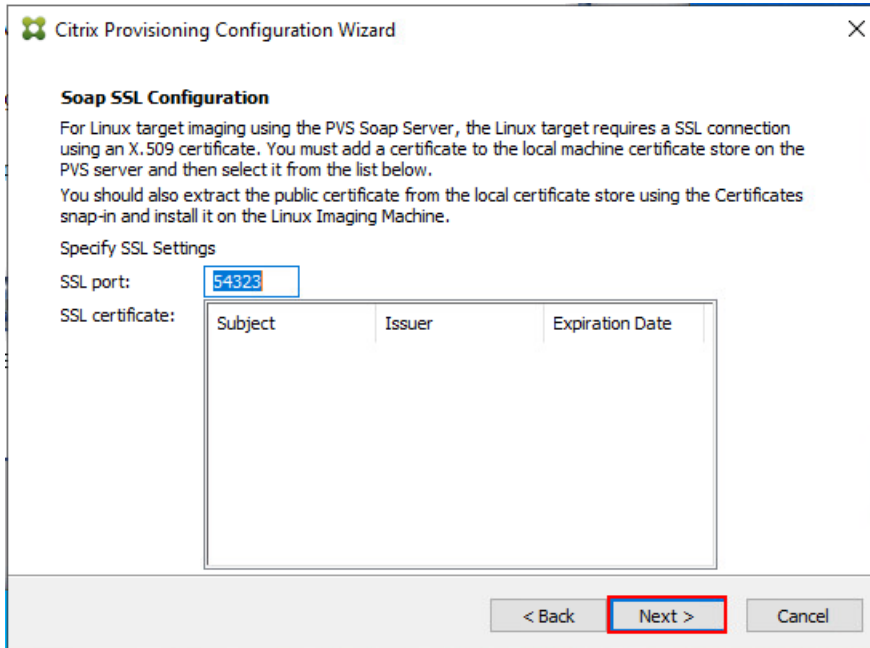 Citrix Provisioning Configuration Wizard
Soap SSL Configuration
For Linux target imaging using the PVS Soap Server, the Linux target requires a SSL connection
using an X.509 certificate. You must add a certificate to the local machine certificate store on the
PVS server and then select it from the list below.
You should also extract the public certificate from the local certificate store using the Certificates
snap-in and install it on the Linux Imaging Machine.
Specify SSL Settings
SSL port: 54323
SSL certificate: Subject Issuer Expiration Date
< Back Next > Cancel